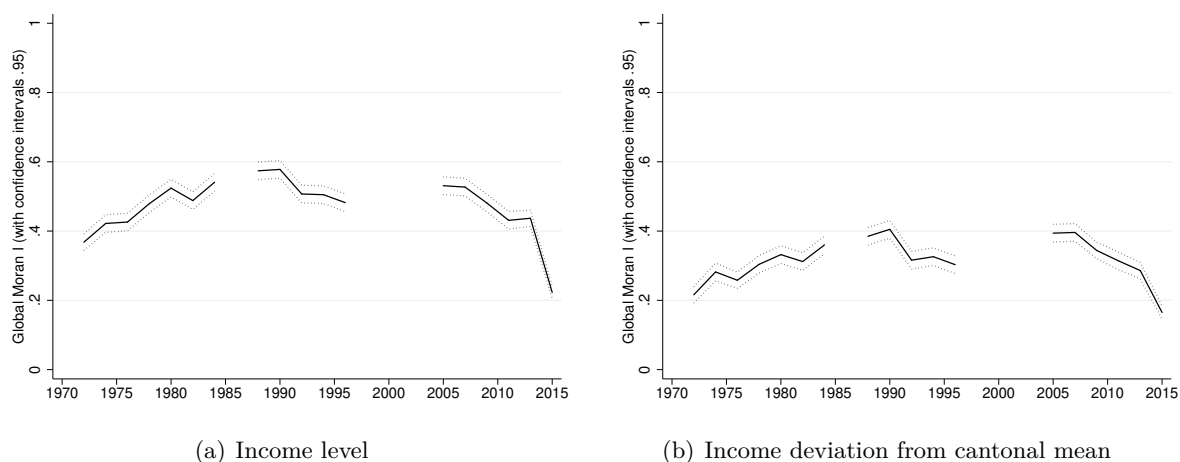 Global Moran I (with confidence intervals .95)
1
.8
.6
.4
.2
0
1970 1975 1980 1985 1990 1995 2000 2005 2010 2015
(a) Income level
Global Moran I (with confidence intervals .95)
1
.8
.6
.4
.2
0
1970 1975 1980 1985 1990 1995 2000 2005 2010 2015
(b) Income deviation from cantonal mean